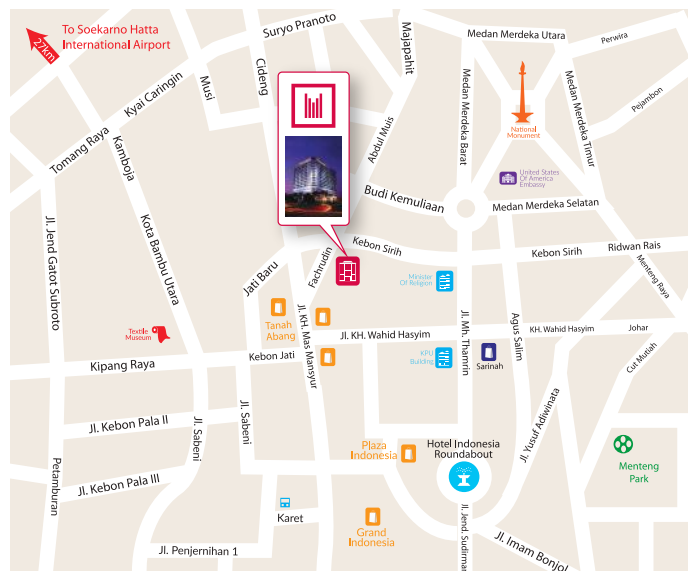 To Soekarno Hatta
International Airport
27km
Suryo Pranoto
Majapahit
Medan Merdeka Utara
Perwira
Kyai Caringin
Musi
Cideng
Medan Merdeka Barat
Medan Merdeka Timur
Pejambon
National
Monument
Tomang Raya
Kamboja
Abdul Muis
United States
Of America
Embassy
Budi Kemuliaan
Medan Merdeka Selatan
Jl. Jend Gatot Subroto
Kota Bambu Utara
Jati Baru
Fachrudin
Kebon Sirih
Kebon Sirih
Ridwan Rais
Menteng Raya
Minister
Of Religion
Textile
Museum
Tanah
Abang
Jl. KH. Mas Mansyur
Jl. KH. Wahid Hasyim
Jl. Mh. Thamrin
Agus Salim
KH. Wahid Hasyim
Johar
Cut Mutiah
Kipang Raya
Kebon Jati
KPU
Building
Sarinah
Jl. Kebon Pala II
Jl. Sabeni
Jl. Sabeni
Jl. Yusuf Adiwinata
Plaza
Indonesia
Hotel Indonesia
Roundabout
Menteng
Park
Petamburan
Jl. Kebon Pala III
Karet
Grand
Indonesia
Jl. Jend. Sudirman
Jl. Imam Bonjol
Jl. Penjernihan 1